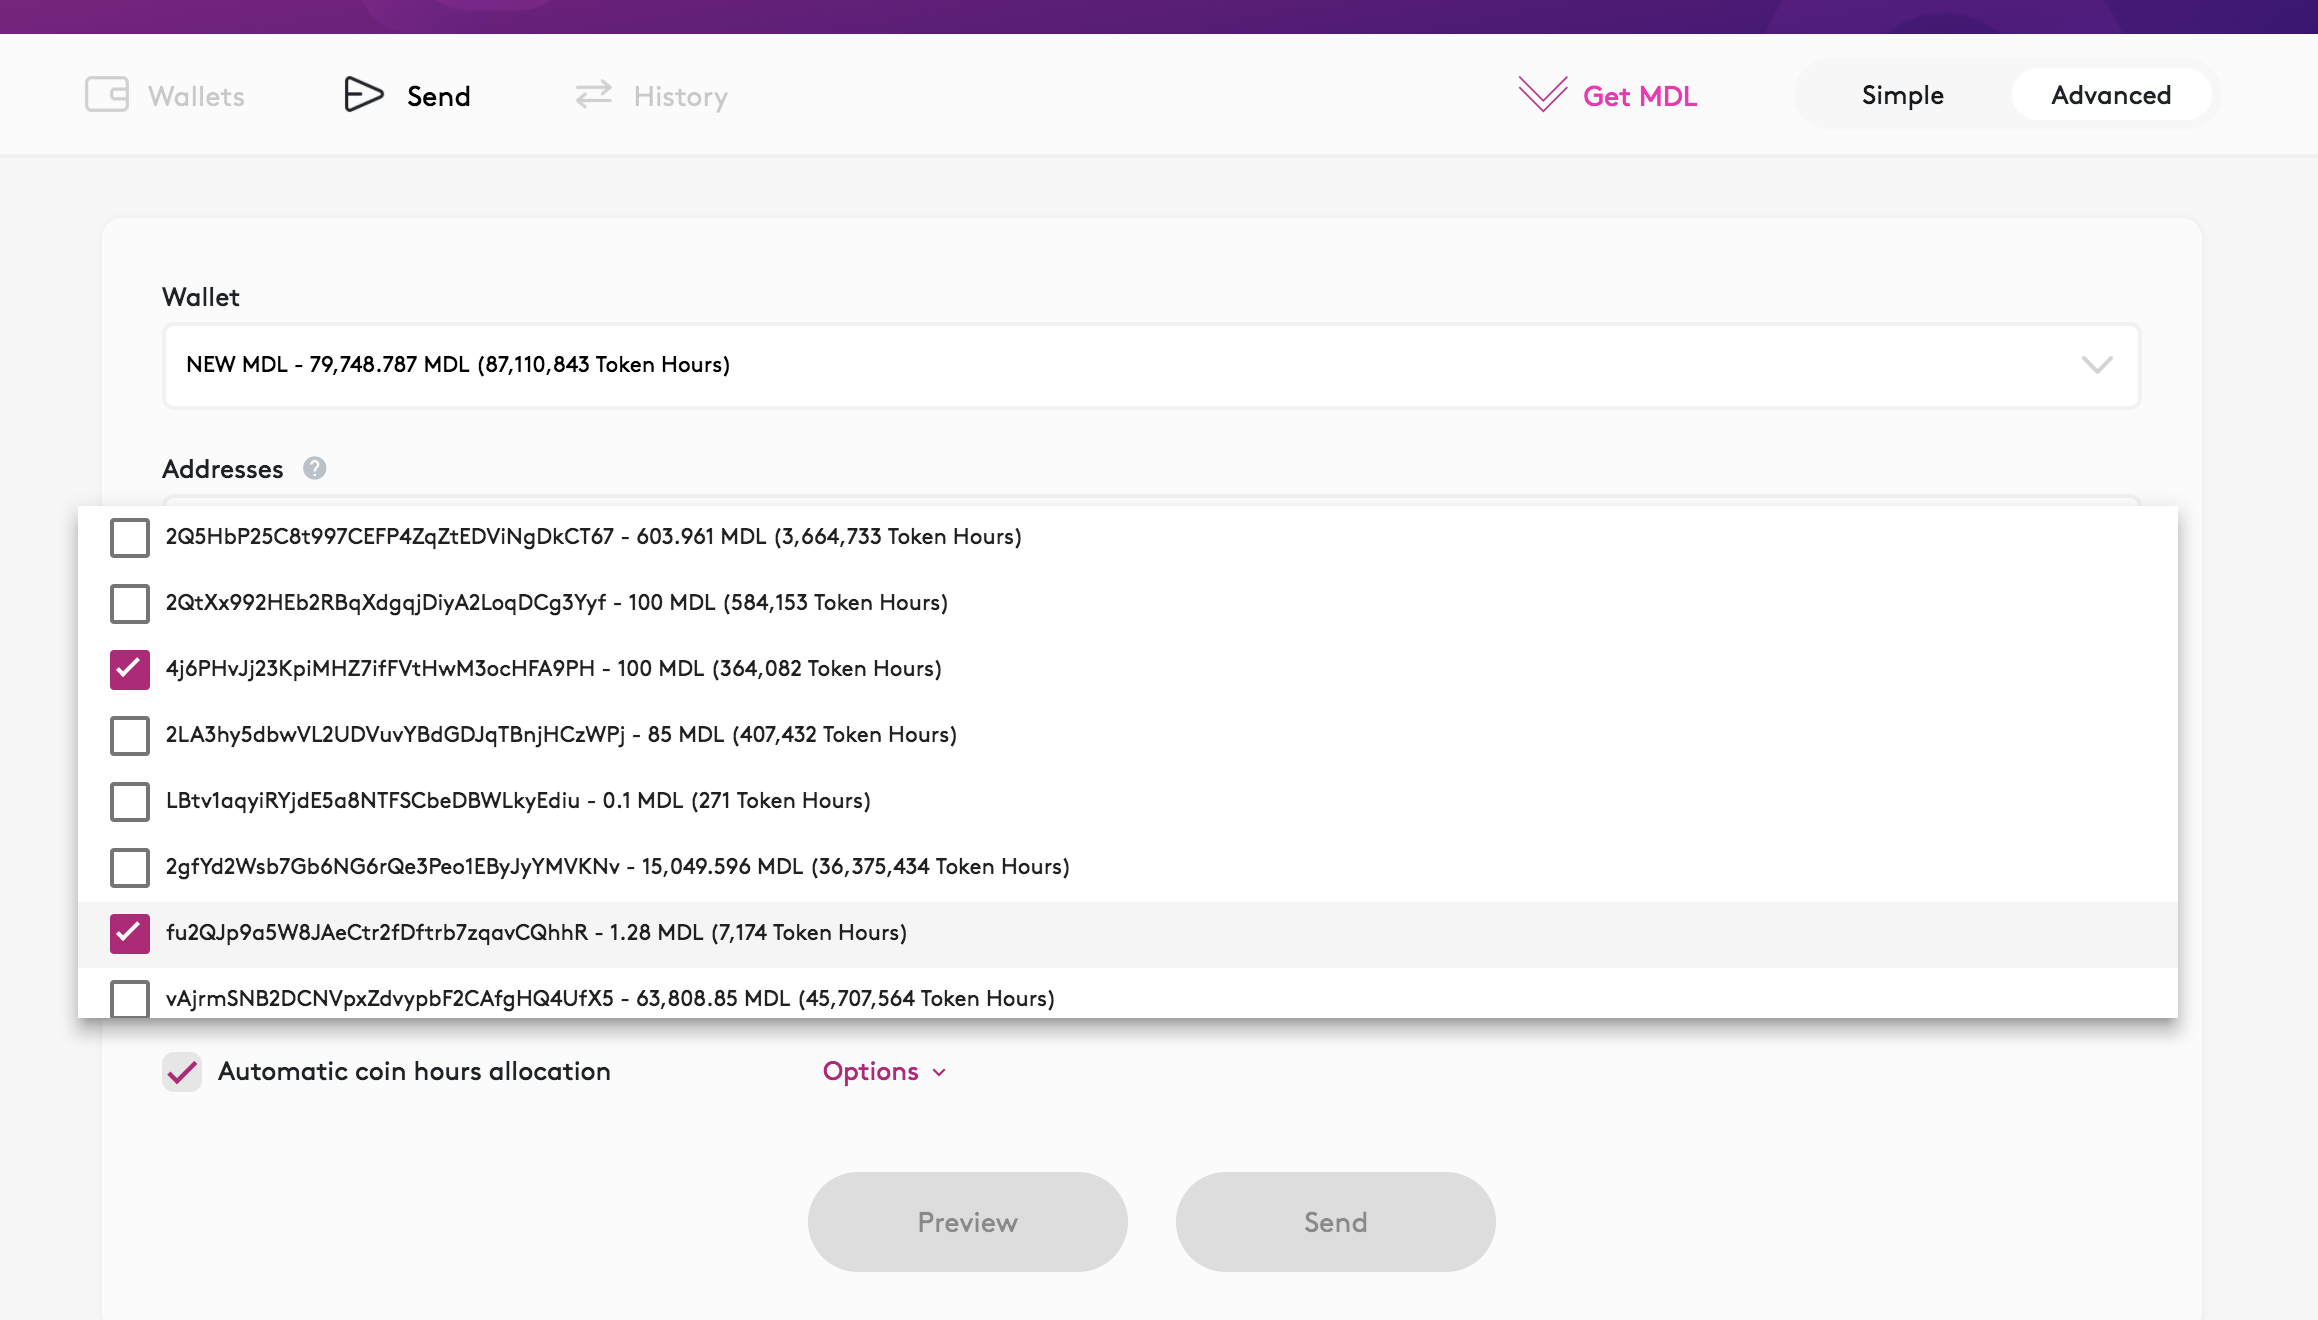 Wallets
Send
History
Get MDL
Simple
Advanced
Wallet
NEW MDL - 79,748.787 MDL (87,110,843 Token Hours)
Addresses ?
2Q5HbP25C8t997CEFP4ZqZtEDViNgDkCT67 - 603.961 MDL (3,664,733 Token Hours)
2QtXx992HEb2RBqXdgqjDiyA2LoqDCg3Yyf - 100 MDL (584,153 Token Hours)
4j6PHvJj23KpiMHZ7ifFVtHwM3ocHFA9PH - 100 MDL (364,082 Token Hours)
2LA3hy5dbwVL2UDVuvYBdGDJqTBnjHCzWPj - 85 MDL (407,432 Token Hours)
LBtv1aqyiRYjdE5a8NTFSCbeDBWLkyEdiu - 0.1 MDL (271 Token Hours)
2gfYd2Wsb7Gb6NG6rQe3Peo1EByJyYMVKNv - 15,049.596 MDL (36,375,434 Token Hours)
fu2QJp9a5W8JAeCtr2fDftrb7zqavCQhhR - 1.28 MDL (7,174 Token Hours)
vAjrmSNB2DCNVpxZdvypbF2CAfgHQ4UfX5 - 63,808.85 MDL (45,707,564 Token Hours)
Automatic coin hours allocation
Options
Preview
Send